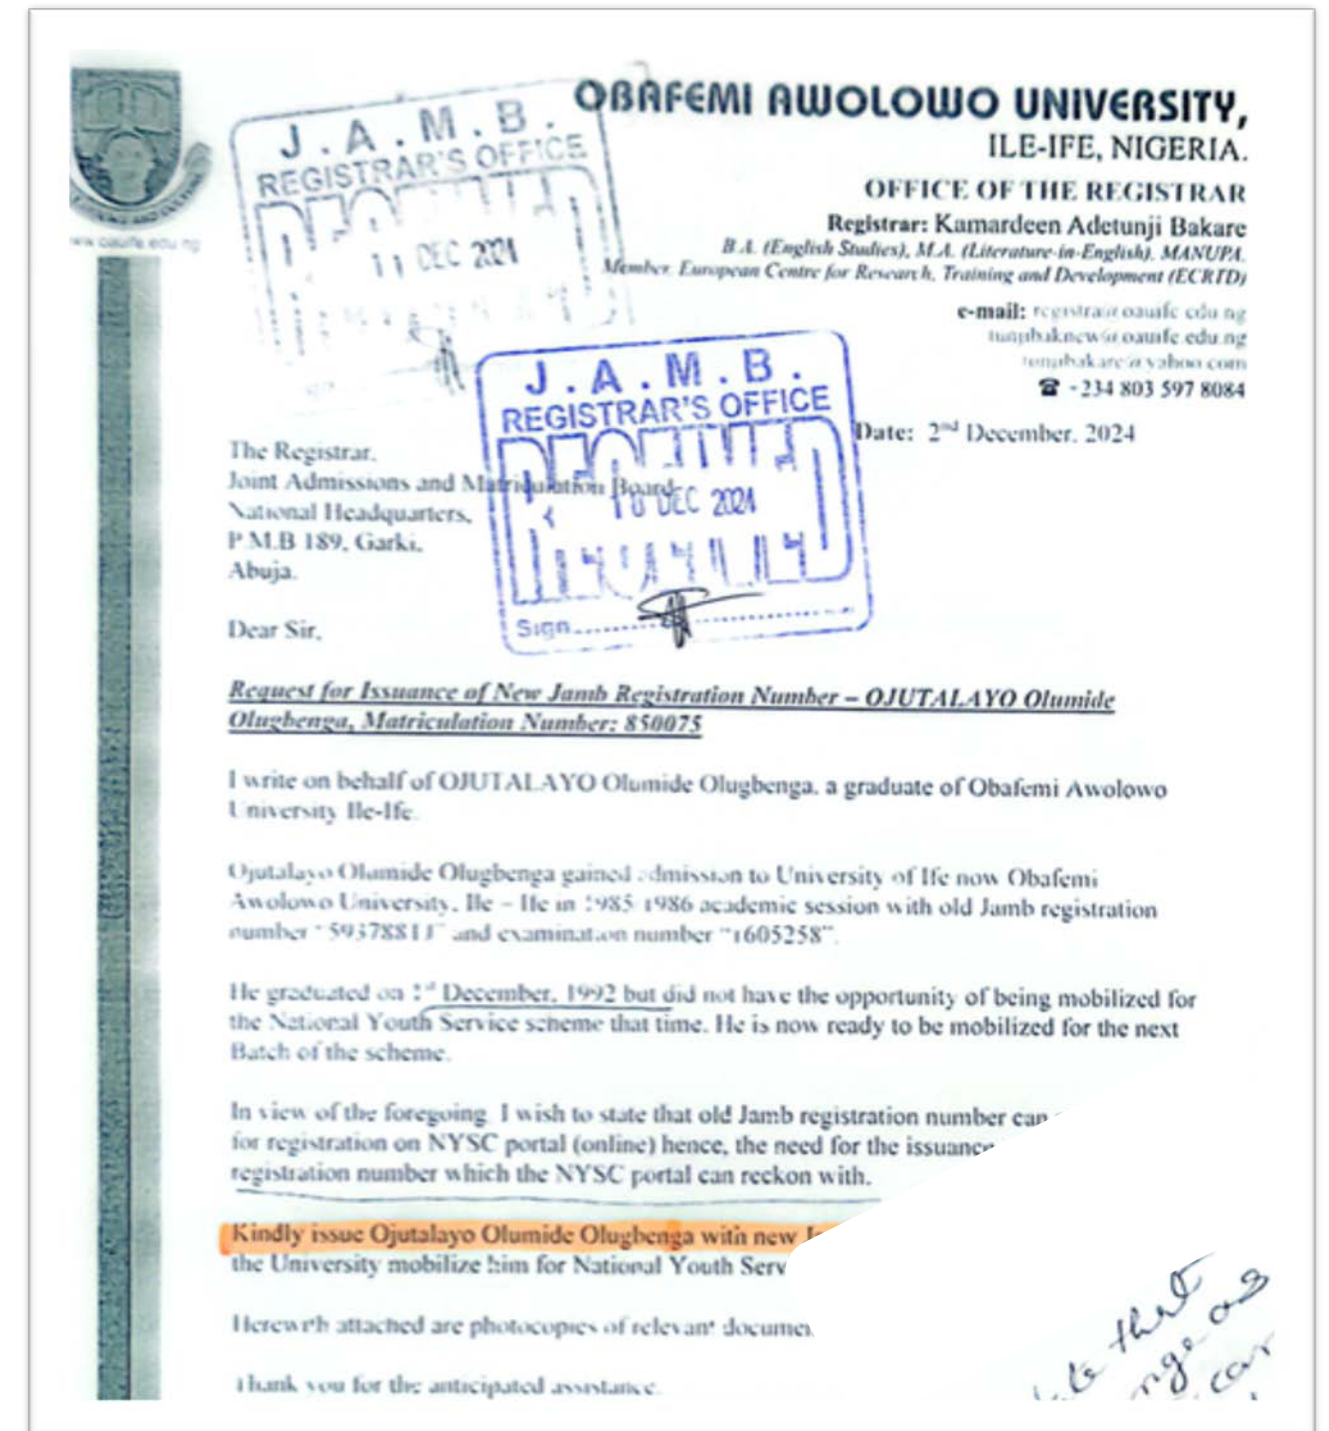 OBAFEMI AWOLOWO UNIVERSITY,
ILE-IFE, NIGERIA.
OFFICE OF THE REGISTRAR
Registrar: Kamardeen Adetunji Bakare
B.A. (English Studies), M.A. (Literature-in-English), MANUPA.
Member, European Centre for Research, Training and Development (ECRTD)
e-mail:
+234 803 597 8084
J.A.M.B.
REGISTRAR'S OFFICE
RECEIVED
11 DEC 2024
J.A.M.B.
REGISTRAR'S OFFICE
RECEIVED
10 DEC 2024
Sign
Date: 2nd December, 2024
The Registrar,
Joint Admissions and Matriculation Board
National Headquarters,
P.M.B 189, Garki,
Abuja.
Dear Sir,
Request for Issuance of New Jamb Registration Number – OJUTALAYO Olumide
Olugbenga, Matriculation Number: 850075
I write on behalf of OJUTALAYO Olumide Olugbenga, a graduate of Obafemi Awolowo
University Ile-Ife.
Ojutalayo Olumide Olugbenga gained admission to University of Ife now Obafemi
Awolowo University, Ile – Ife in 1985 1986 academic session with old Jamb registration
number and examination number "1605258".
He graduated on 1st December, 1992 but did not have the opportunity of being mobilized for
the National Youth Service scheme that time. He is now ready to be mobilized for the next
Batch of the scheme.
In view of the foregoing, I wish to state that old Jamb registration number can
for registration on NYSC portal (online) hence, the need for the issuance
registration number which the NYSC portal can reckon with.
Kindly issue Ojutalayo Olumide Olugbenga with new
the University mobilize him for National Youth Serv
Herewith attached are photocopies of relevant documen
Thank you for the anticipated assistance.
that